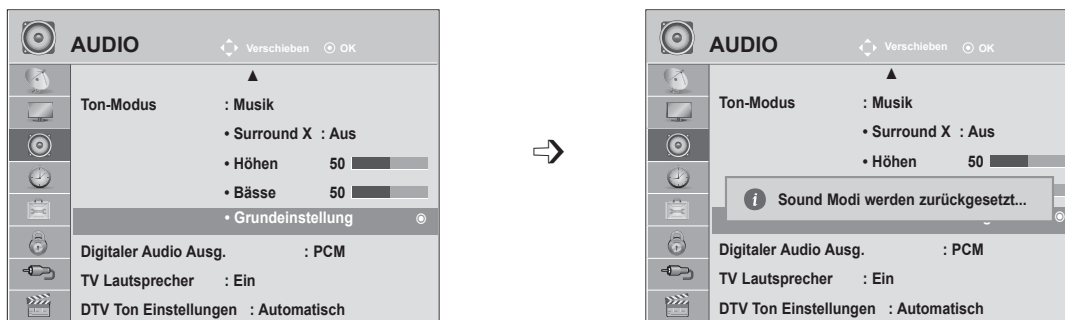 AUDIO
Verschieben OK
Ton-Modus : Musik
• Surround X : Aus
• Höhen 50
• Bässe 50
• Grundeinstellung
Digitaler Audio Ausg. : PCM
TV Lautsprecher : Ein
DTV Ton Einstellungen : Automatisch
AUDIO
Verschieben OK
Ton-Modus : Musik
• Surround X : Aus
• Höhen 50
Sound Modi werden zurückgesetzt...
Digitaler Audio Ausg. : PCM
TV Lautsprecher : Ein
DTV Ton Einstellungen : Automatisch